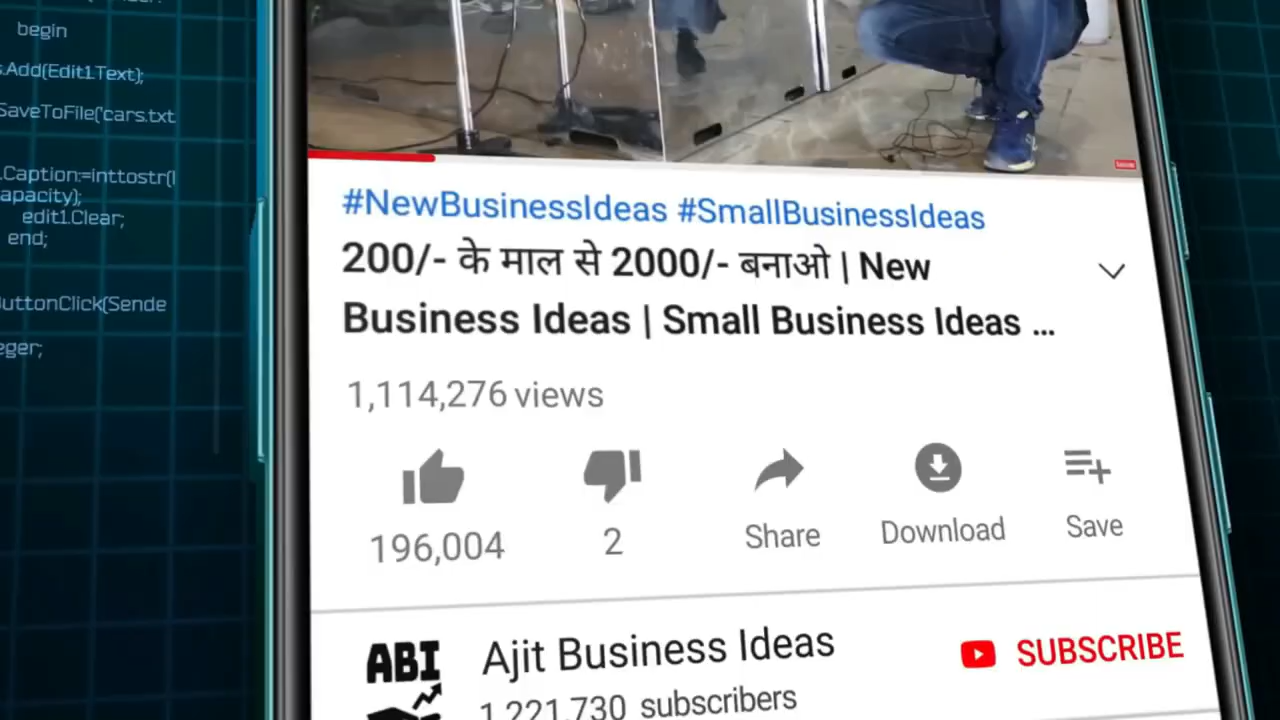 begin
.Add(Edit1.Text);
SaveToFile('cars.txt
.Caption:=inttostr(
apacity);
edit1.Clear;
end;
uttonClick(Sende
eger;
#NewBusinessIdeas #SmallBusinessIdeas
200/- के माल से 2000/- बनाओ | New
Business Ideas | Small Business Ideas ...
1,114,276 views
196,004
2
Share
Download
Save
ABI
Ajit Business Ideas
SUBSCRIBE
1,221,730 subscribers